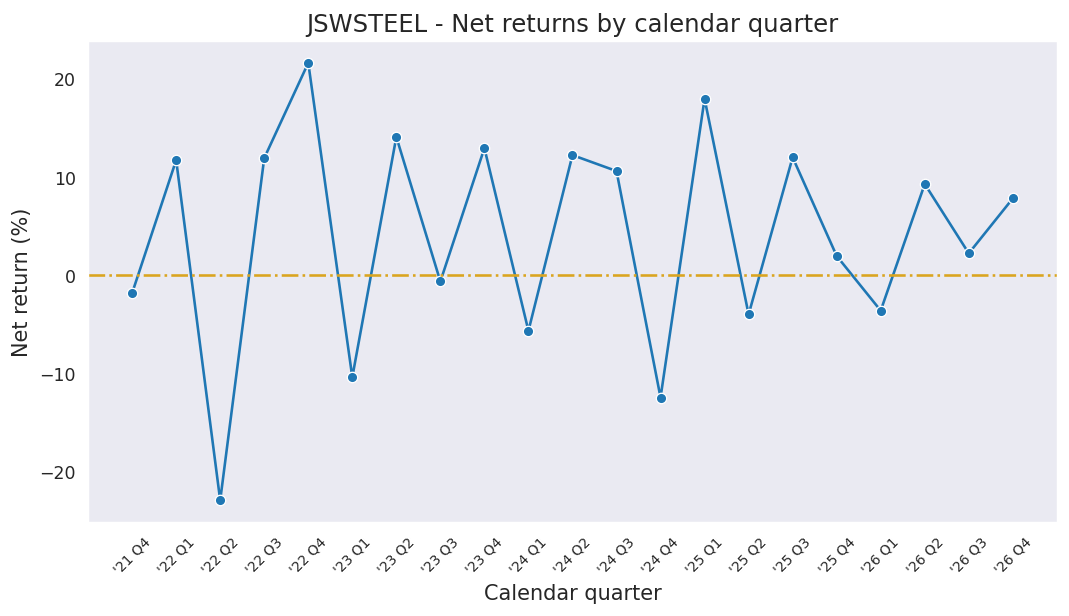 JSWSTEEL - Net returns by calendar quarter
Net return (%)
20
10
0
−10
−20
'21 Q4
'22 Q1
'22 Q2
'22 Q3
'22 Q4
'23 Q1
'23 Q2
'23 Q3
'23 Q4
'24 Q1
'24 Q2
'24 Q3
'24 Q4
'25 Q1
'25 Q2
'25 Q3
'25 Q4
'26 Q1
'26 Q2
'26 Q3
'26 Q4
Calendar quarter